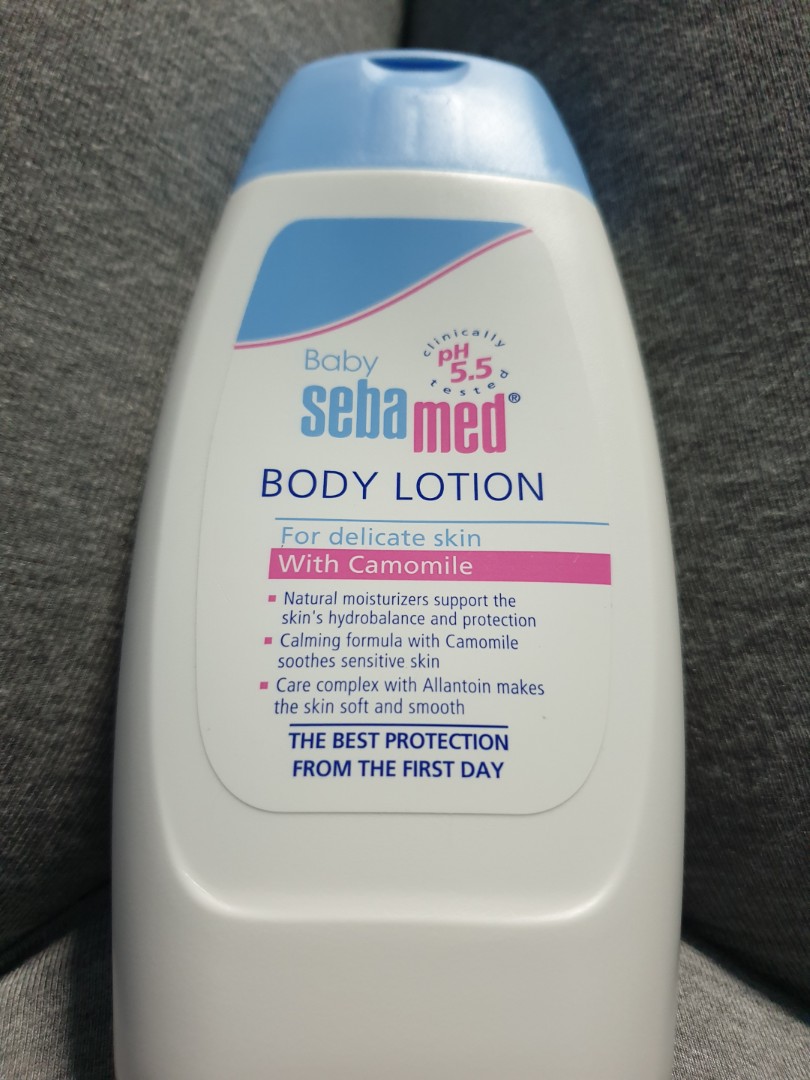 Baby
clinically
pH
5.5
tested
sebamed®
BODY LOTION
For delicate skin
With Camomile
▪ Natural moisturizers support the
skin's hydrobalance and protection
▪ Calming formula with Camomile
soothes sensitive skin
▪ Care complex with Allantoin makes
the skin soft and smooth
THE BEST PROTECTION
FROM THE FIRST DAY